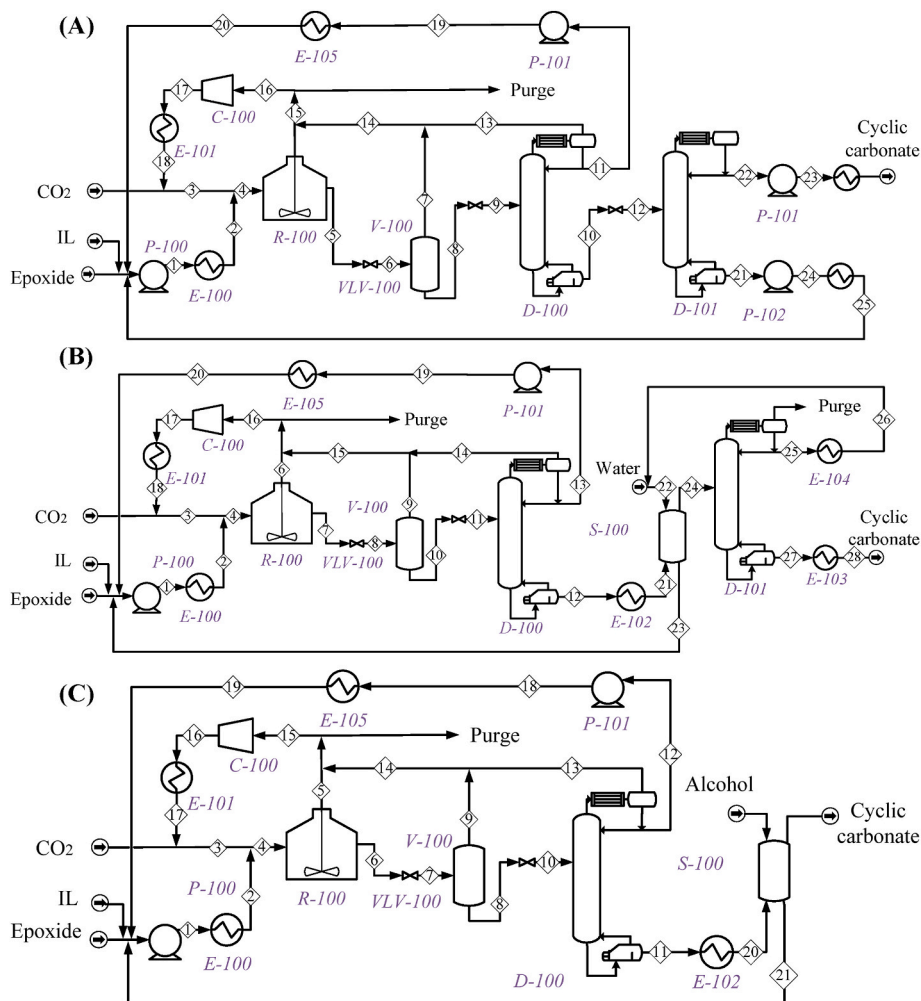 (A)
20
E-105
19
P-101
17
C-100
16
Purge
15
14
13
E-101
18
Cyclic
carbonate
11
22
23
CO2
3
4
7
9
12
P-101
IL
P-100
2
R-100
5
V-100
8
10
Epoxide
1
E-100
6
VLV-100
D-100
21
24
D-101
P-102
25
(B)
20
E-105
19
P-101
17
C-100
16
Purge
Purge
26
15
14
E-101
6
13
Water
25
18
V-100
9
22
24
E-104
CO2
3
4
S-100
Cyclic
carbonate
R-100
7
8
11
IL
P-100
2
VLV-100
10
21
27
28
Epoxide
1
12
D-101
E-103
E-100
D-100
E-102
23
(C)
19
E-105
18
P-101
16
C-100
15
Purge
12
14
13
Alcohol
E-101
5
17
V-100
9
Cyclic
carbonate
CO2
3
4
S-100
6
10
P-100
2
R-100
7
VLV-100
8
IL
Epoxide
1
11
20
21
E-100
D-100
E-102